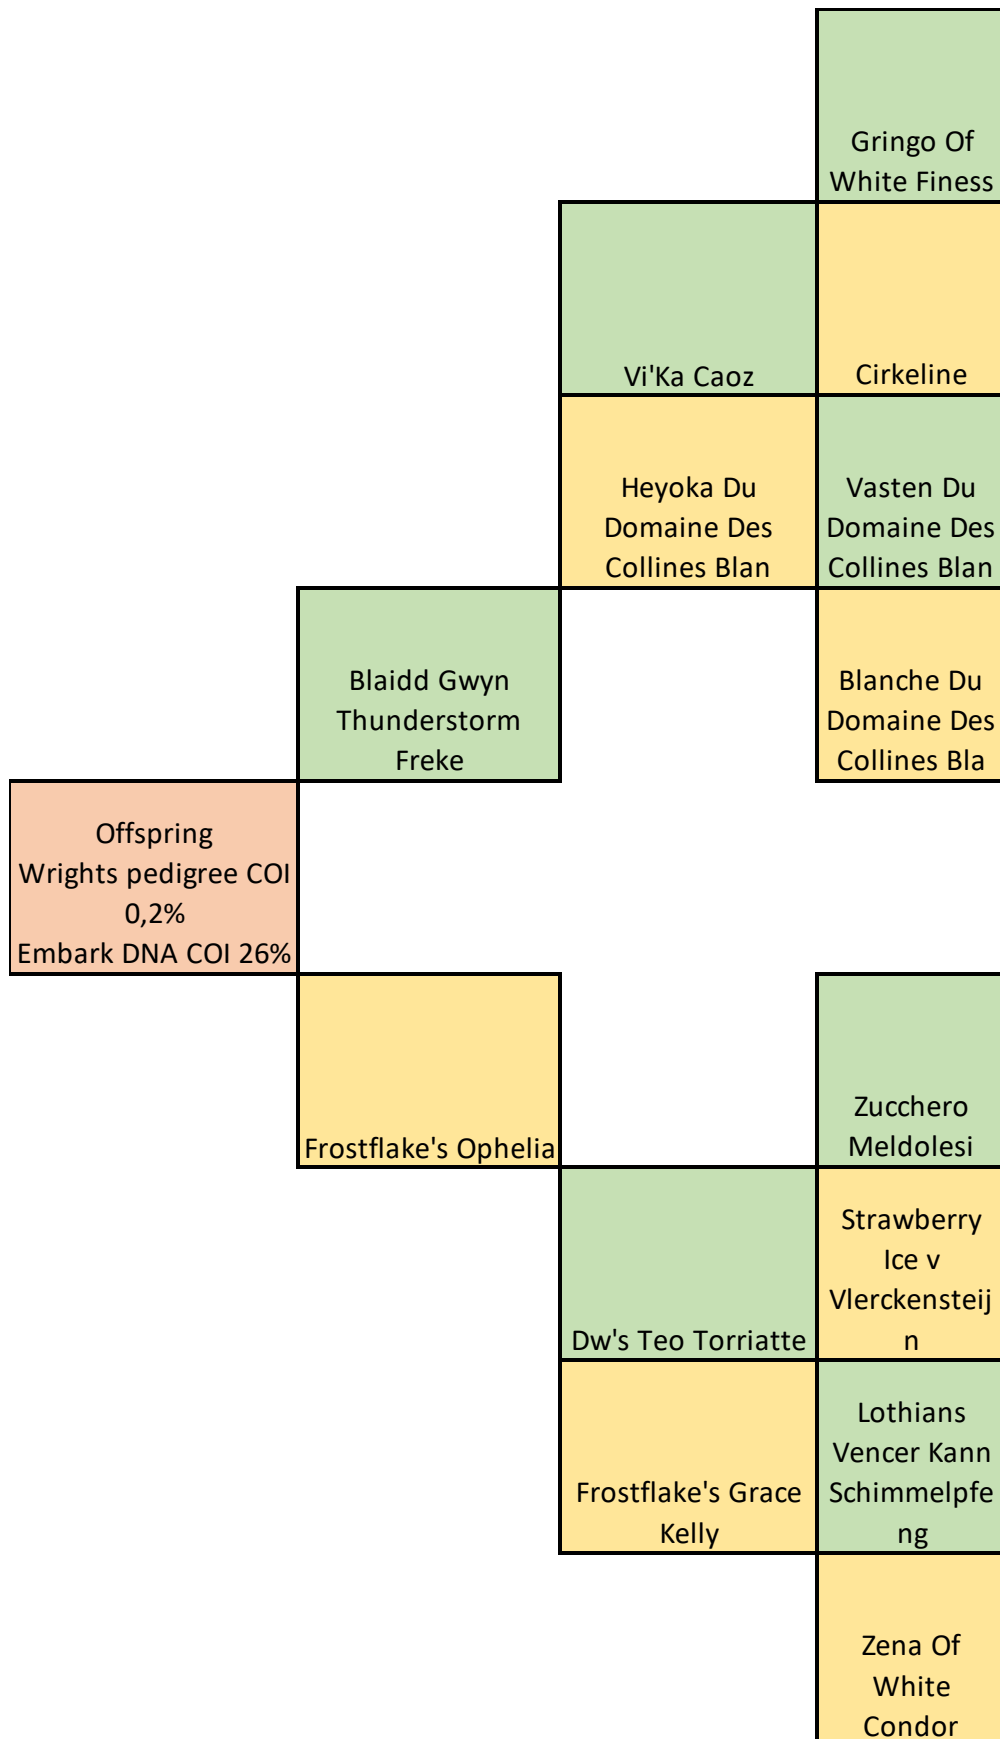 Gringo Of
White Finess
Vi'Ka Caoz
Cirkeline
Heyoka Du
Domaine Des
Collines Blan
Vasten Du
Domaine Des
Collines Blan
Blaidd Gwyn
Thunderstorm
Freke
Blanche Du
Domaine Des
Collines Bla
Offspring
Wrights pedigree COI
0,2%
Embark DNA COI 26%
Frostflake's Ophelia
Zucchero
Meldolesi
Dw's Teo Torriatte
Strawberry
Ice v
Vlerckensteij
n
Frostflake's Grace
Kelly
Lothians
Vencer Kann
Schimmelpfe
ng
Zena Of
White
Condor